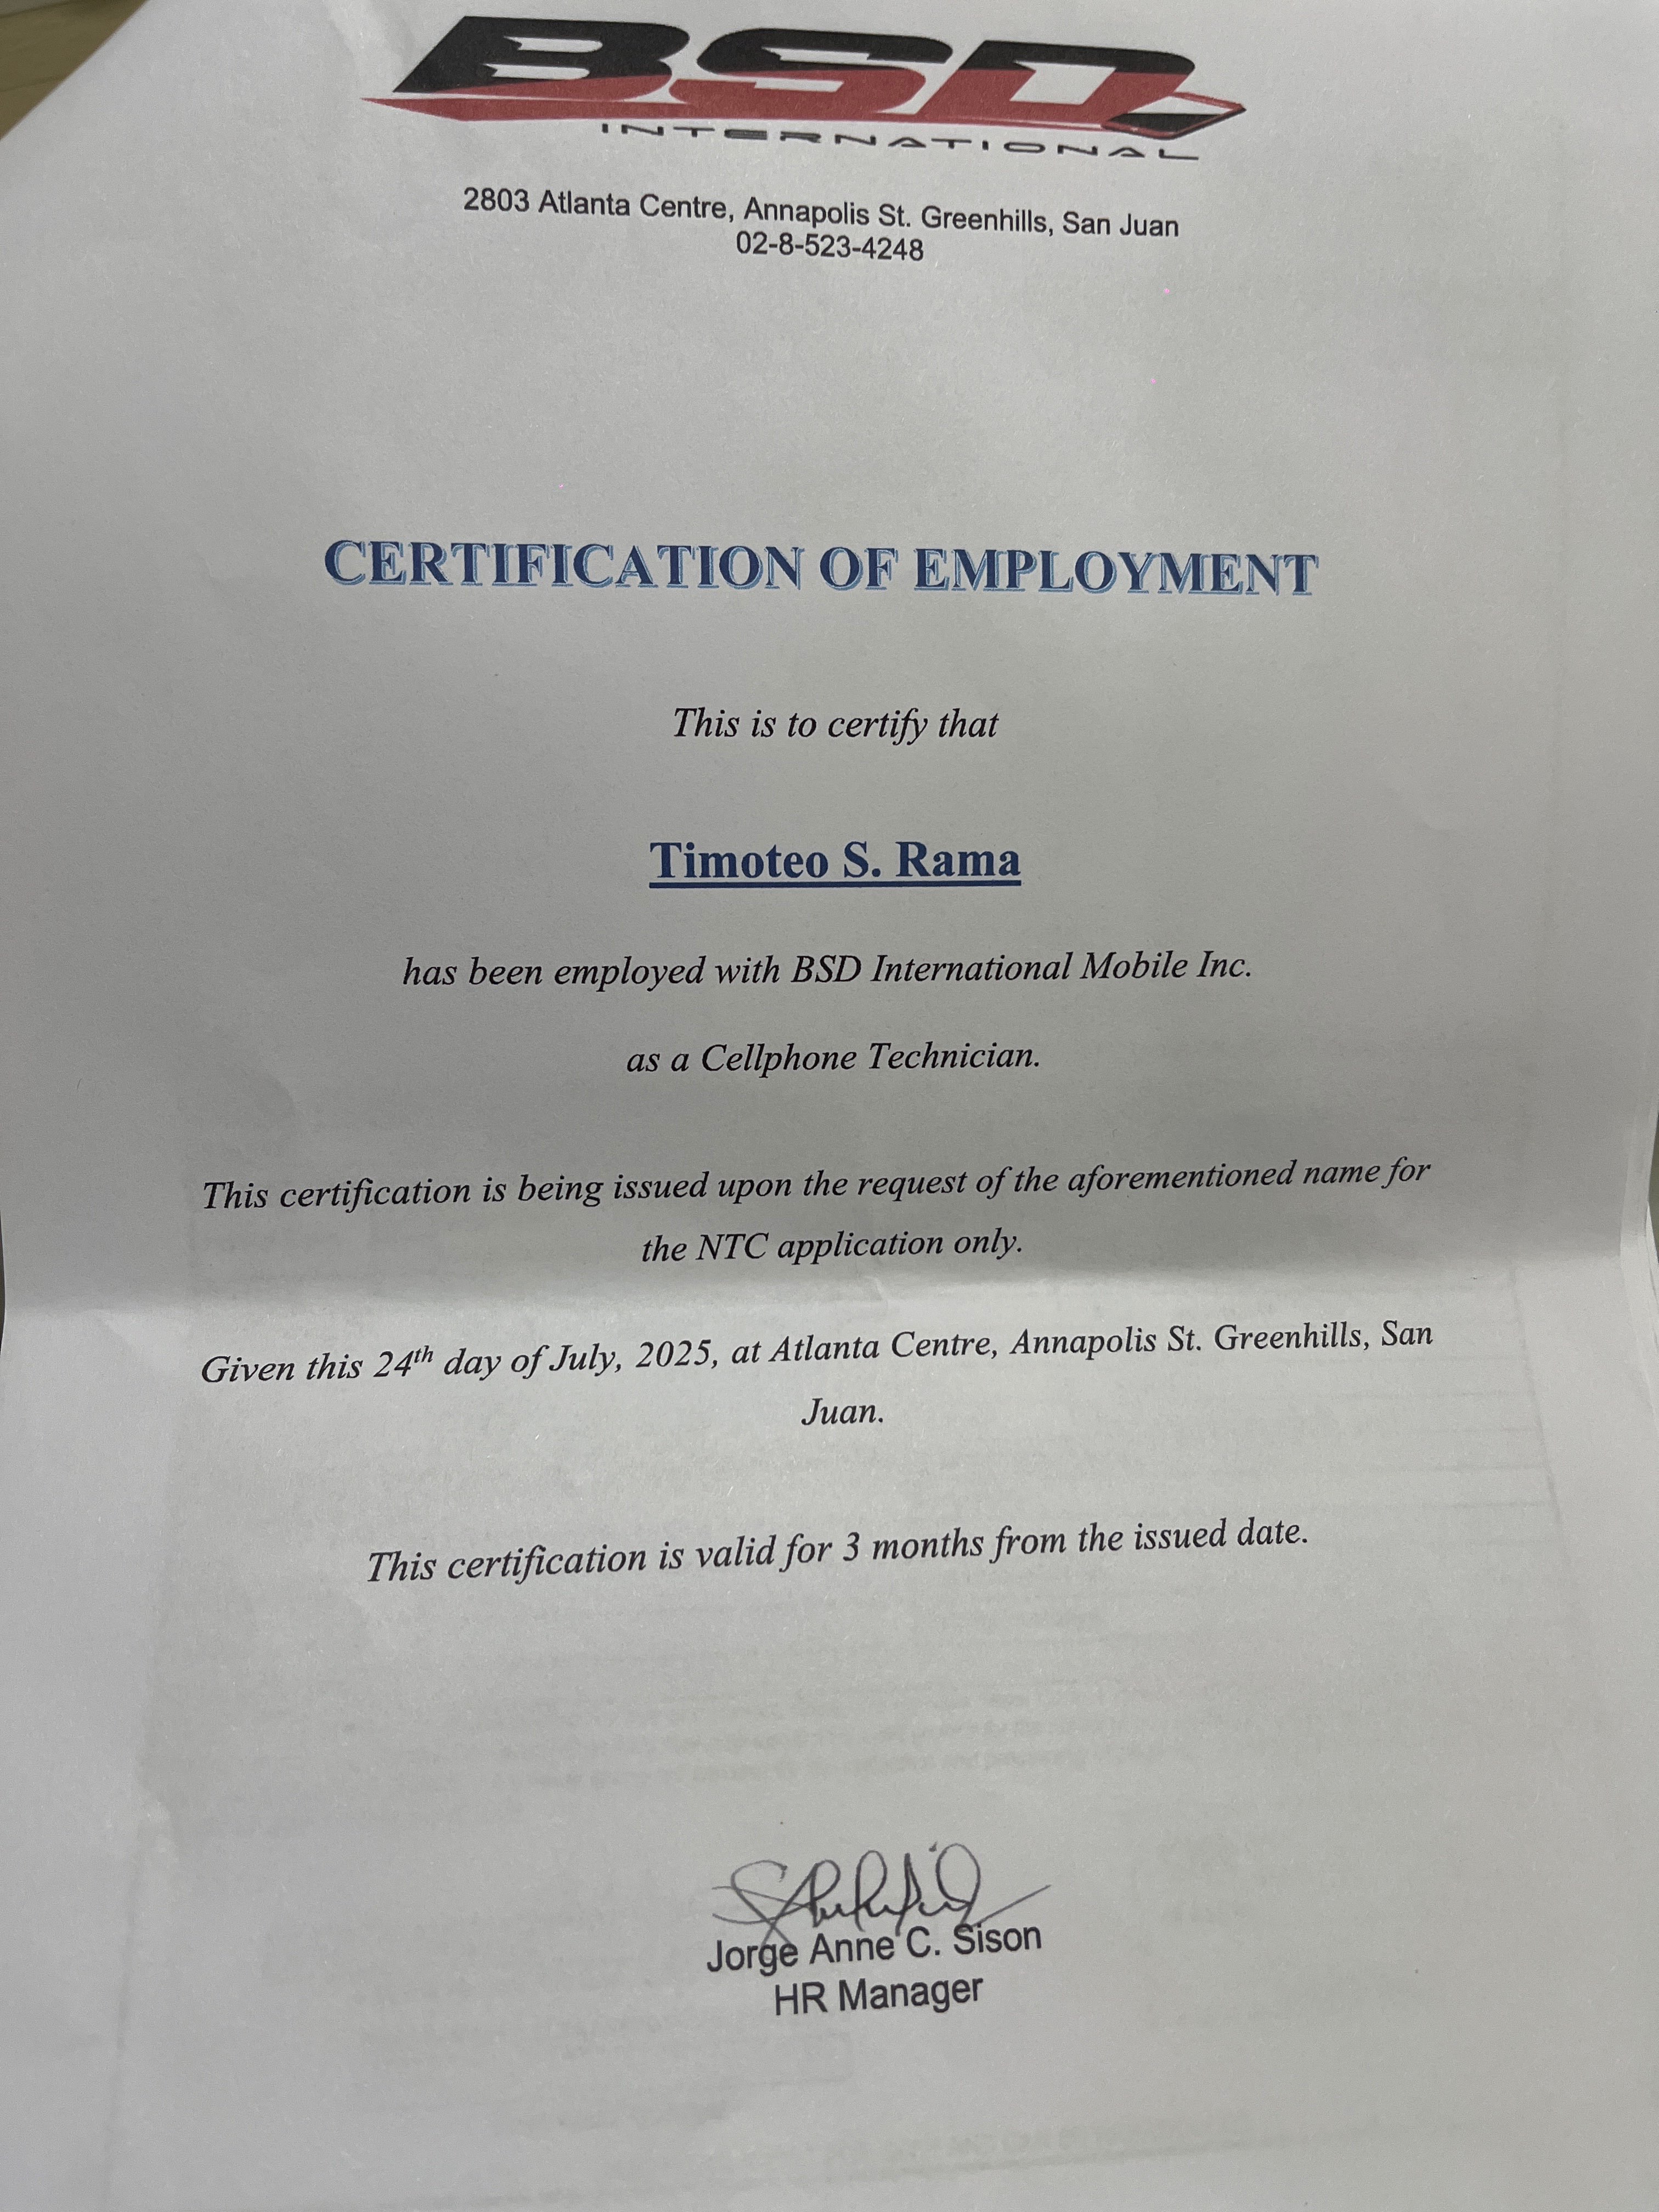 BSD
INTERNATIONAL
2803 Atlanta Centre, Annapolis St. Greenhills, San Juan
02-8-523-4248
CERTIFICATION OF EMPLOYMENT
This is to certify that
Timoteo S. Rama
has been employed with BSD International Mobile Inc.
as a Cellphone Technician.
This certification is being issued upon the request of the aforementioned name for
the NTC application only.
Given this 24th day of July, 2025, at Atlanta Centre, Annapolis St. Greenhills, San
Juan.
This certification is valid for 3 months from the issued date.
Jorge Anne C. Sison
HR Manager